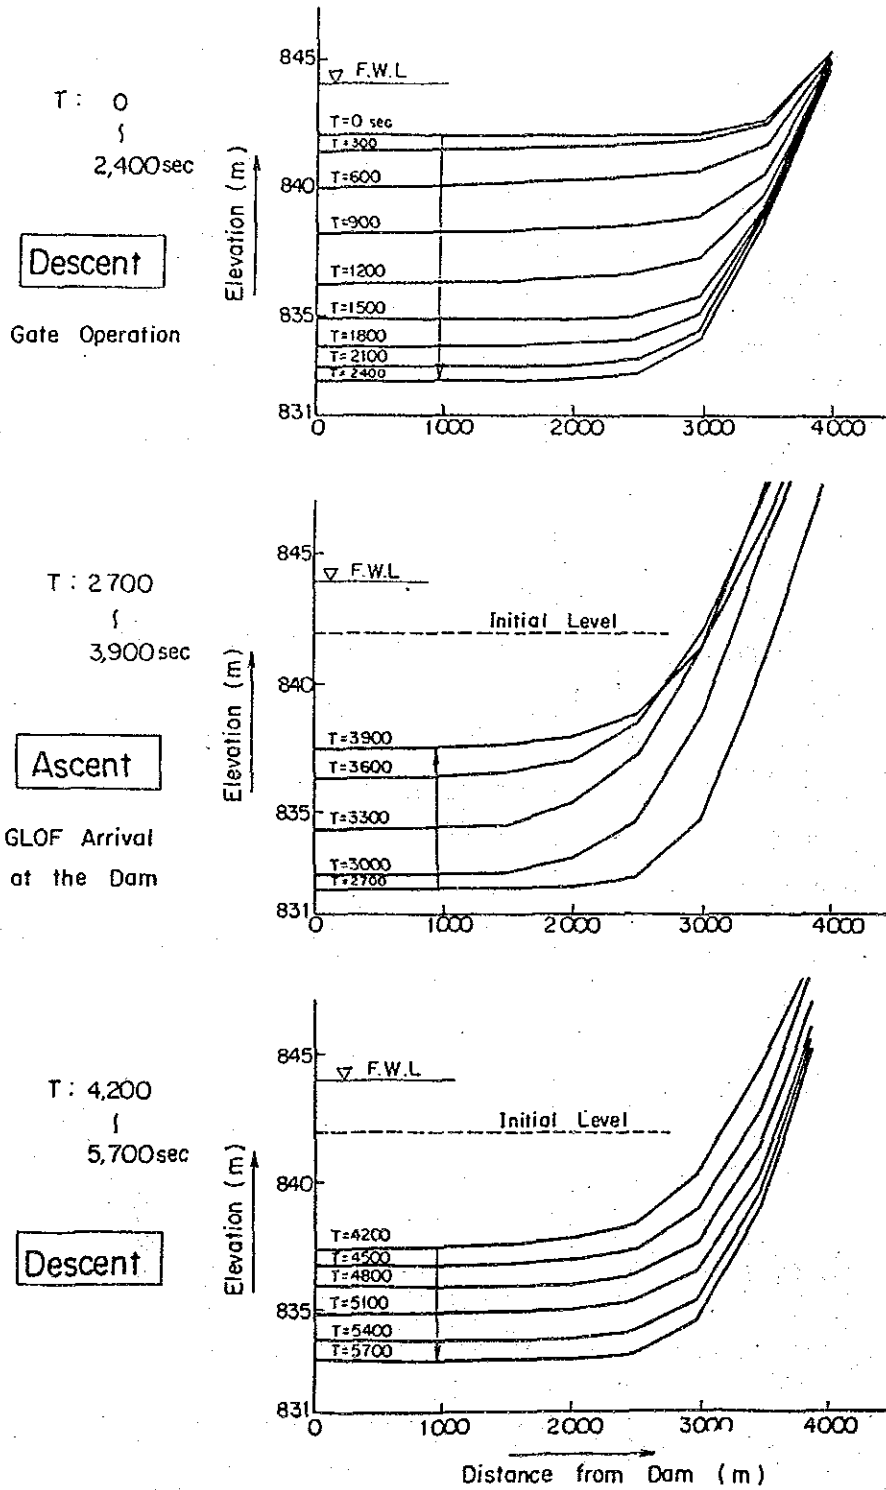 845
▽ F.W.L
T : 0
∫
2,400sec
T=0 sec
T=300
840
T=600
T=900
Elevation (m)
Descent
T=1200
835
T=1500
Gate Operation
T=1800
T=2100
T=2400
831
0 1000 2000 3000 4000
845
▽ F.W.L
T : 2700
∫
3,900sec
Initial Level
840
Elevation (m)
T=3900
Ascent
T=3600
835
T=3300
GLOF Arrival
at the Dam
T=3000
T=2700
831
0 1000 2000 3000 4000
845
▽ F.W.L
T : 4,200
∫
5,700sec
Initial Level
840
Elevation (m)
T=4200
T=4500
Descent
T=4800
835
T=5100
T=5400
T=5700
831
0 1000 2000 3000 4000
Distance from Dam (m)